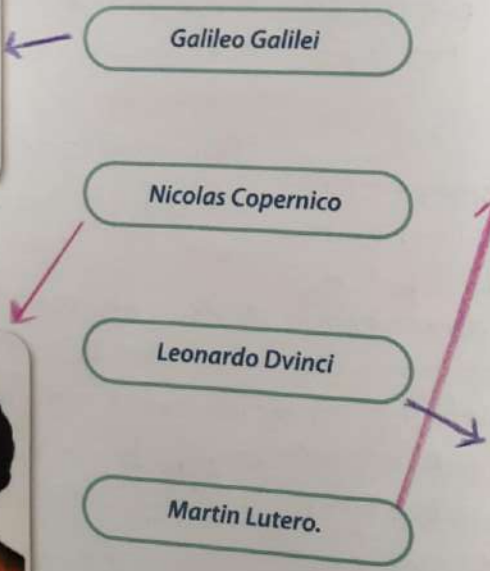 Galileo Galilei
Nicolas Copernico
Leonardo Dvinci
Martin Lutero.